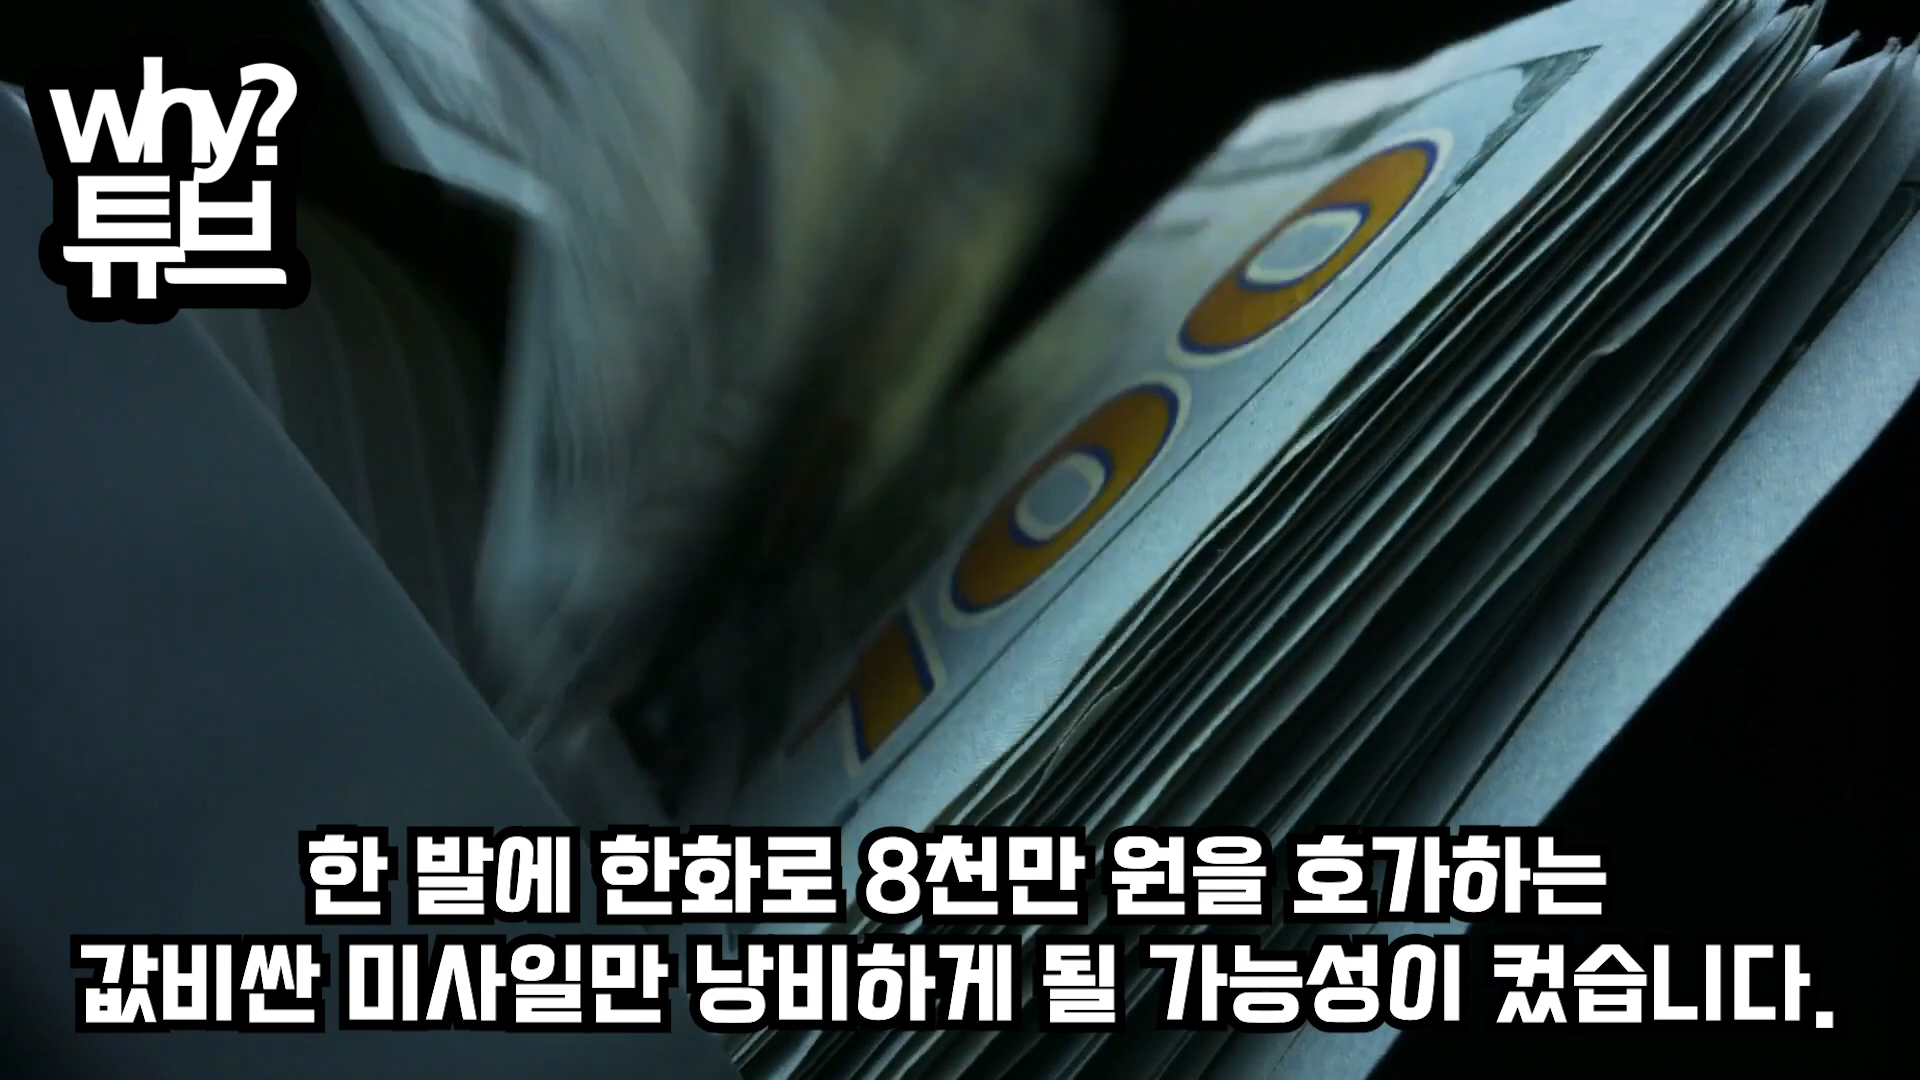 why?
튜브
100
한 발에 한화로 8천만 원을 호가하는
값비싼 미사일만 낭비하게 될 가능성이 컸습니다.